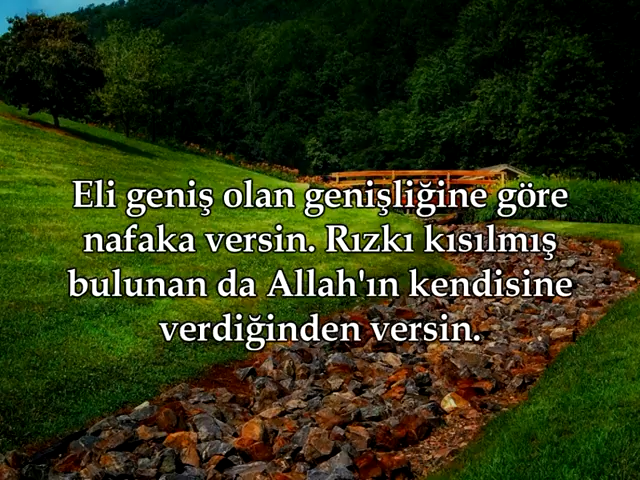 Eli geniş olan genişliğine göre
nafaka versin. Rızkı kısılmış
bulunan da Allah'ın kendisine
verdiğinden versin.